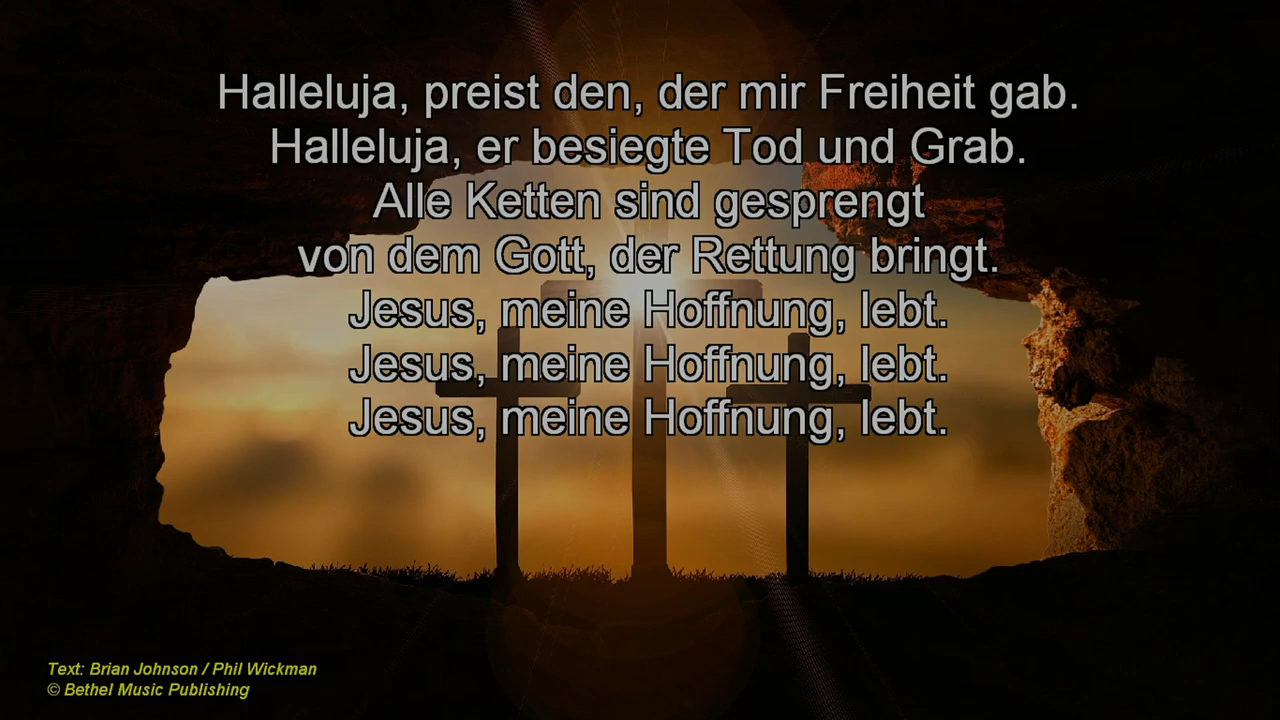 Halleluja, preist den, der mir Freiheit gab.
Halleluja, er besiegte Tod und Grab.
Alle Ketten sind gesprengt
von dem Gott, der Rettung bringt.
Jesus, meine Hoffnung, lebt.
Jesus, meine Hoffnung, lebt.
Jesus, meine Hoffnung, lebt.
Text: Brian Johnson / Phil Wickman
© Bethel Music Publishing